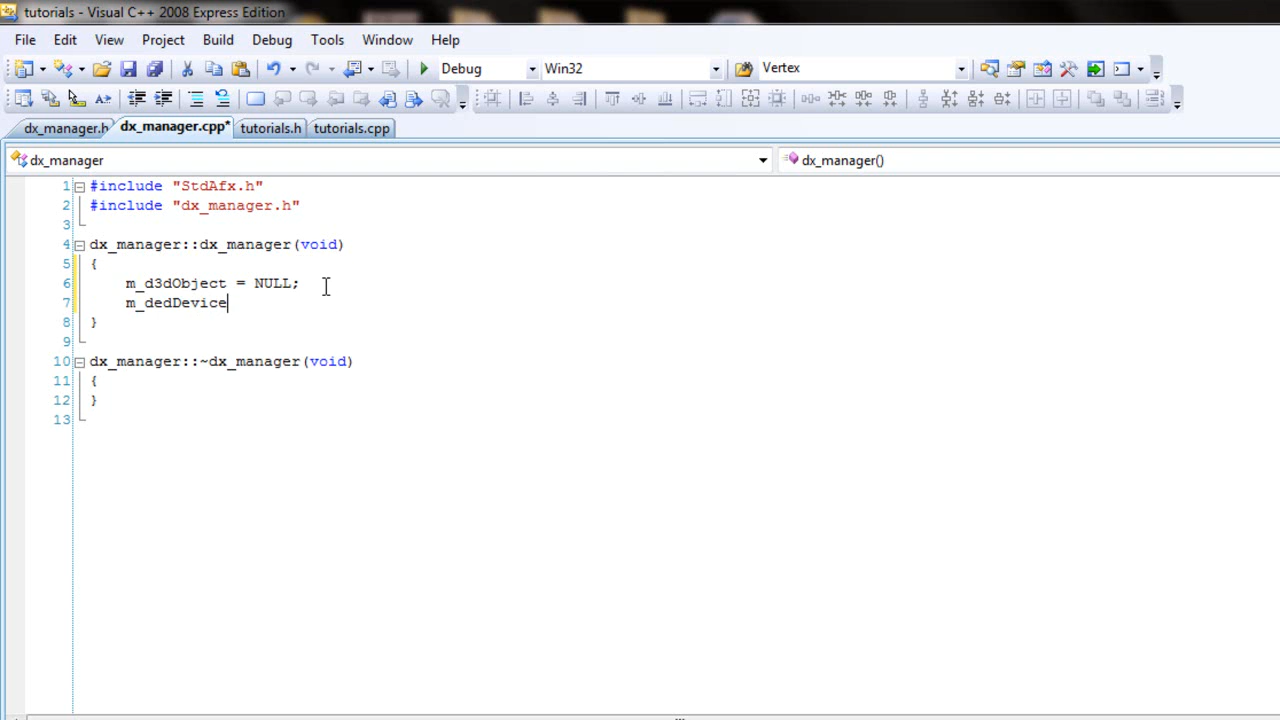 tutorials - Visual C++ 2008 Express Edition
File Edit View Project Build Debug Tools Window Help
Debug Win32 Vertex
dx_manager.h dx_manager.cpp* tutorials.h tutorials.cpp
dx_manager dx_manager()
1 #include "StdAfx.h"
2 #include "dx_manager.h"
3
4 dx_manager::dx_manager(void)
5 {
6 m_d3dObject = NULL;
7 m_dedDevice
8 }
9
10 dx_manager::~dx_manager(void)
11 {
12 }
13